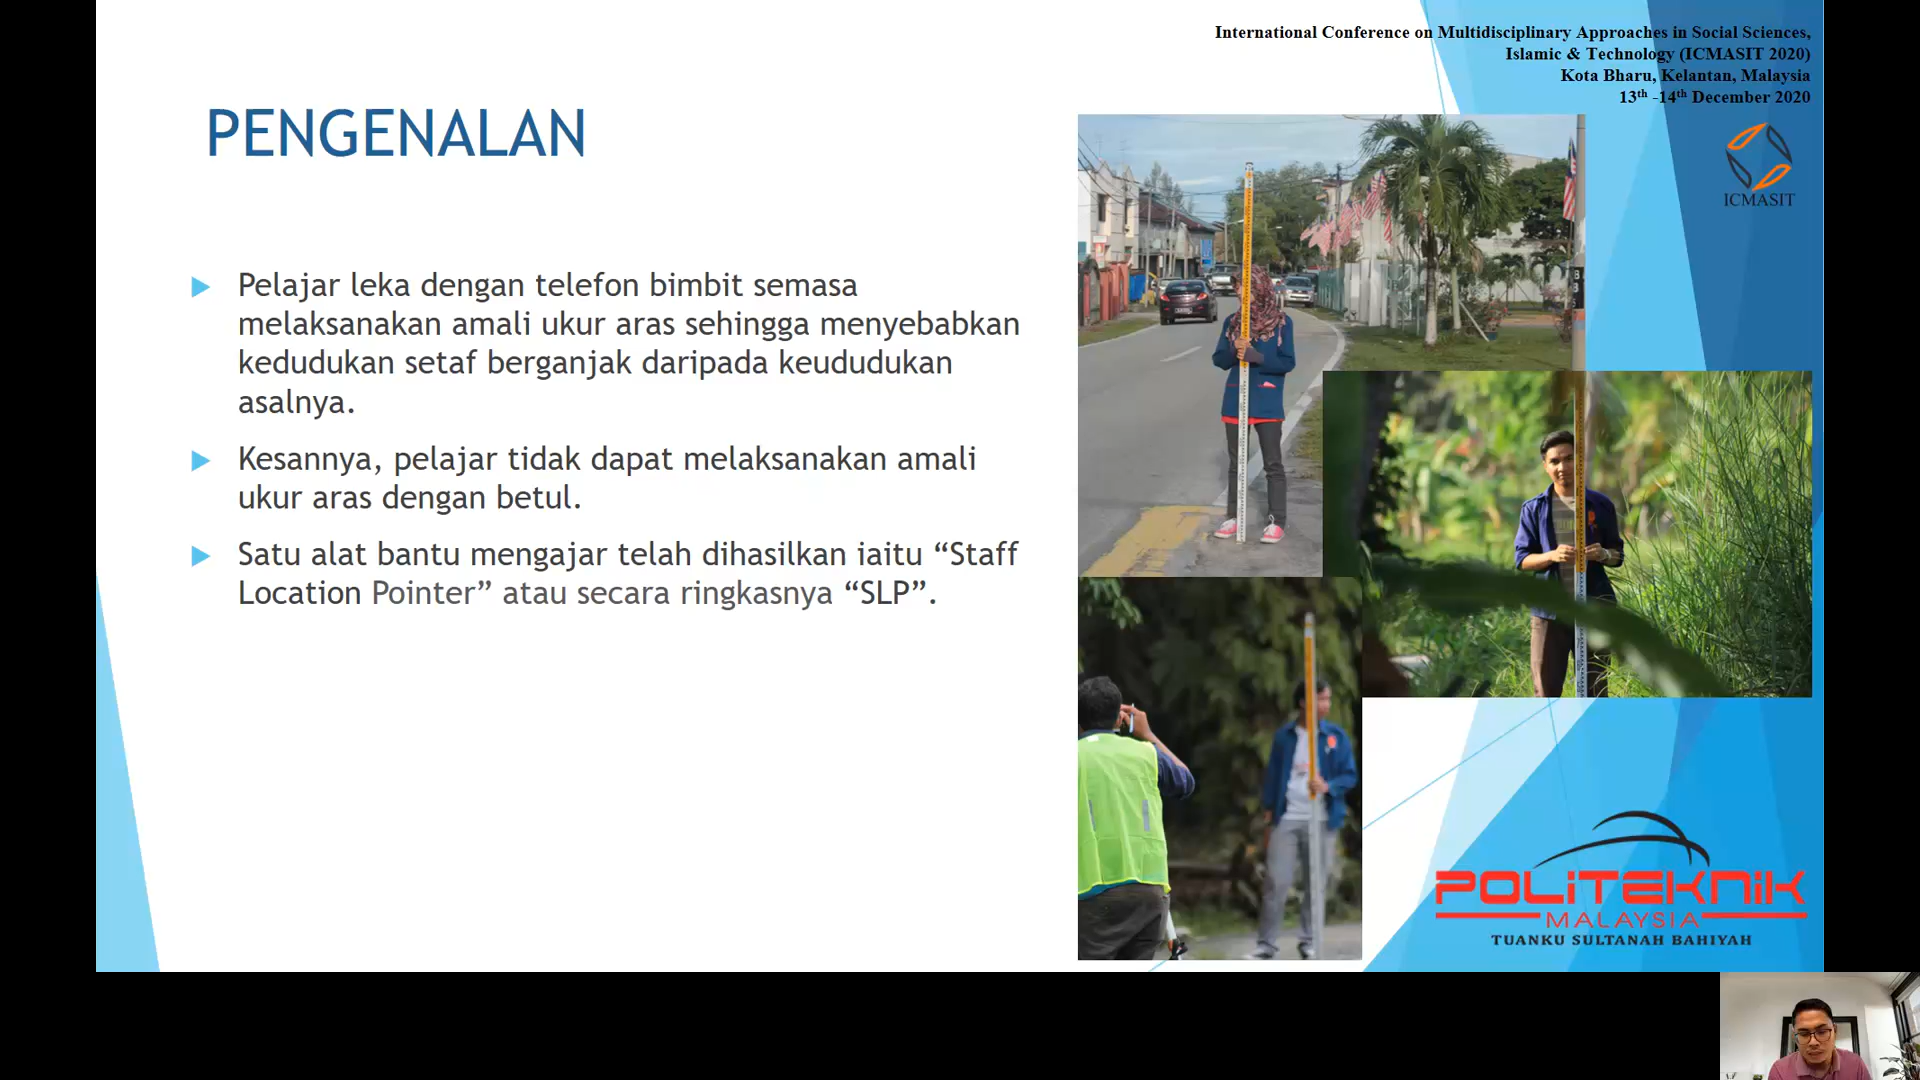 International Conference on Multidisciplinary Approaches in Social Sciences,
Islamic & Technology (ICMASIT 2020)
Kota Bharu, Kelantan, Malaysia
13th -14th December 2020
ICMASIT
PENGENALAN
Pelajar leka dengan telefon bimbit semasa
melaksanakan amali ukur aras sehingga menyebabkan
kedudukan setaf berganjak daripada keududukan
asalnya.
Kesannya, pelajar tidak dapat melaksanakan amali
ukur aras dengan betul.
Satu alat bantu mengajar telah dihasilkan iaitu “Staff
Location Pointer” atau secara ringkasnya “SLP”.
POLITEKNIK
MALAYSIA
TUANKU SULTANAH BAHIYAH